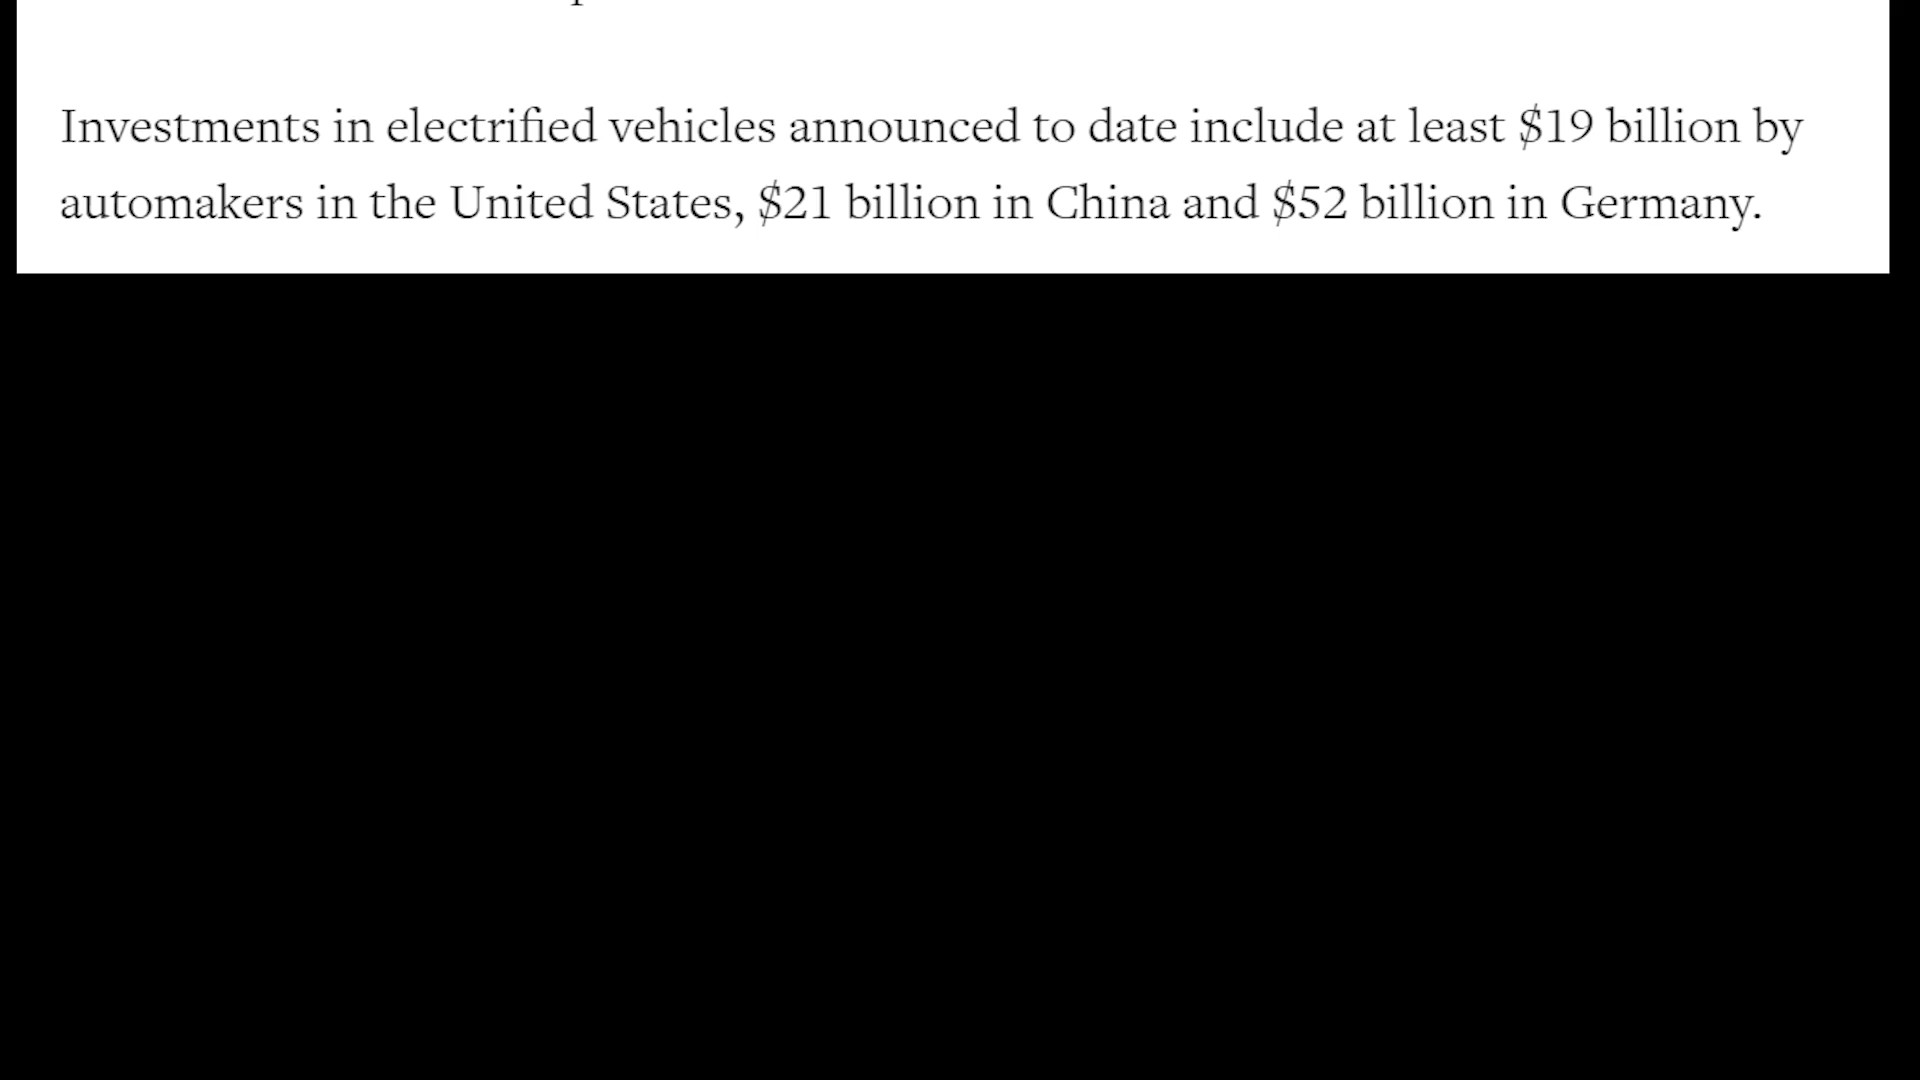 Investments in electrified vehicles announced to date include at least $19 billion by
automakers in the United States, $21 billion in China and $52 billion in Germany.